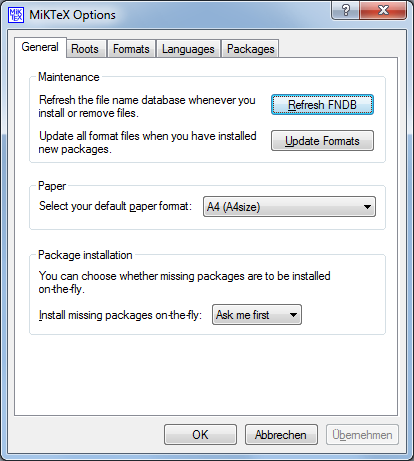 MiKTeX MiKTeX Options
General Roots Formats Languages Packages
Maintenance
Refresh the file name database whenever you
install or remove files.
Refresh FNDB
Update all format files when you have installed
new packages.
Update Formats
Paper
Select your default paper format: A4 (A4size)
Package installation
You can choose whether missing packages are to be installed
on-the-fly.
Install missing packages on-the-fly: Ask me first
OK Abbrechen Übernehmen